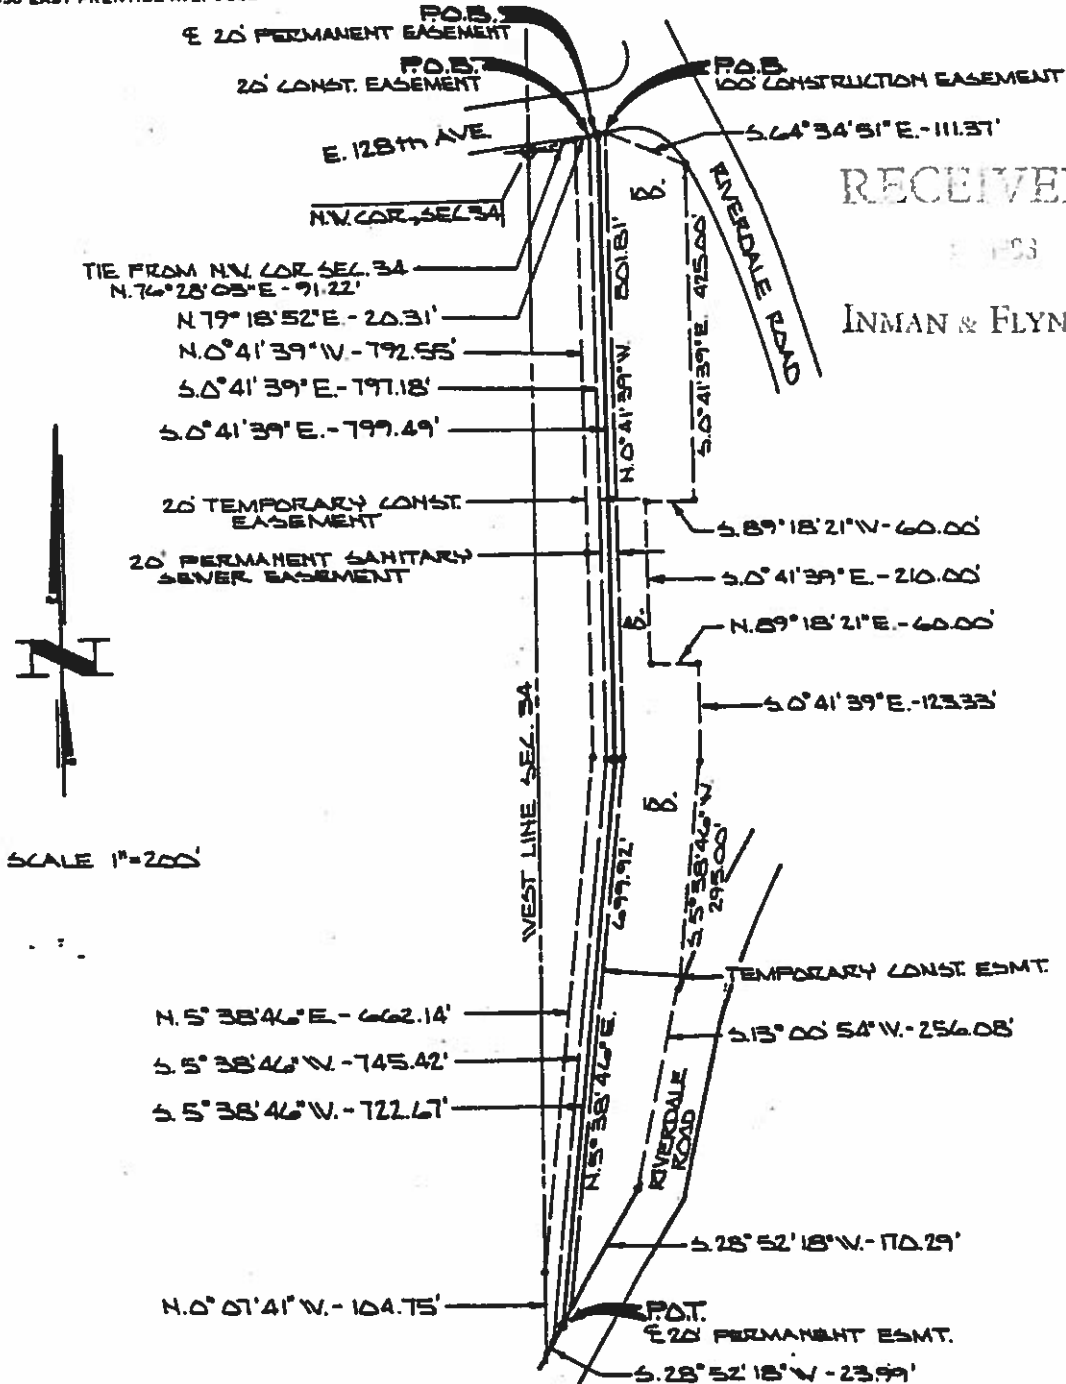 P.O.B.
℄ 20' PERMANENT EASEMENT
P.O.B.
20' CONST. EASEMENT
P.O.B.
100' CONSTRUCTION EASEMENT
E. 128TH AVE.
S.64°34'51"E.-111.37'
N.W. COR., SEC 34
B.
RIVERDALE ROAD
RECEIVE
INMAN & FLYN
TIE FROM N.W. COR. SEC. 34
N.76°28'03"E-91.22'
N.79°18'52"E.-20.31'
N.0°41'39"W.-792.55'
S.0°41'39"E.-797.18'
S.0°41'39"E.-799.49'
N.0°41'39"W. 801.81'
S.0°41'39"E. 425.00'
20' TEMPORARY CONST.
EASEMENT
20' PERMANENT SANITARY
SEWER EASEMENT
S.89°18'21"W-60.00'
S.0°41'39"E.-210.00'
B.
N.89°18'21"E.-60.00'
S.0°41'39"E.-123.33'
N
SCALE 1"=200'
WEST LINE SEC. 34
B.
699.92'
S.5°38'46"W.
295.00'
TEMPORARY CONST. ESMT.
N.5°38'46"E.-662.14'
S.5°38'46"W.-745.42'
S.5°38'46"W.-722.67'
N.5°38'46"E.
S.13°00'54"W.-256.08'
RIVERDALE
ROAD
S.28°52'18"W.-170.29'
N.0°07'41"W.-104.75'
P.O.T.
℄ 20' PERMANENT ESMT.
S.28°52'18"W-23.99'